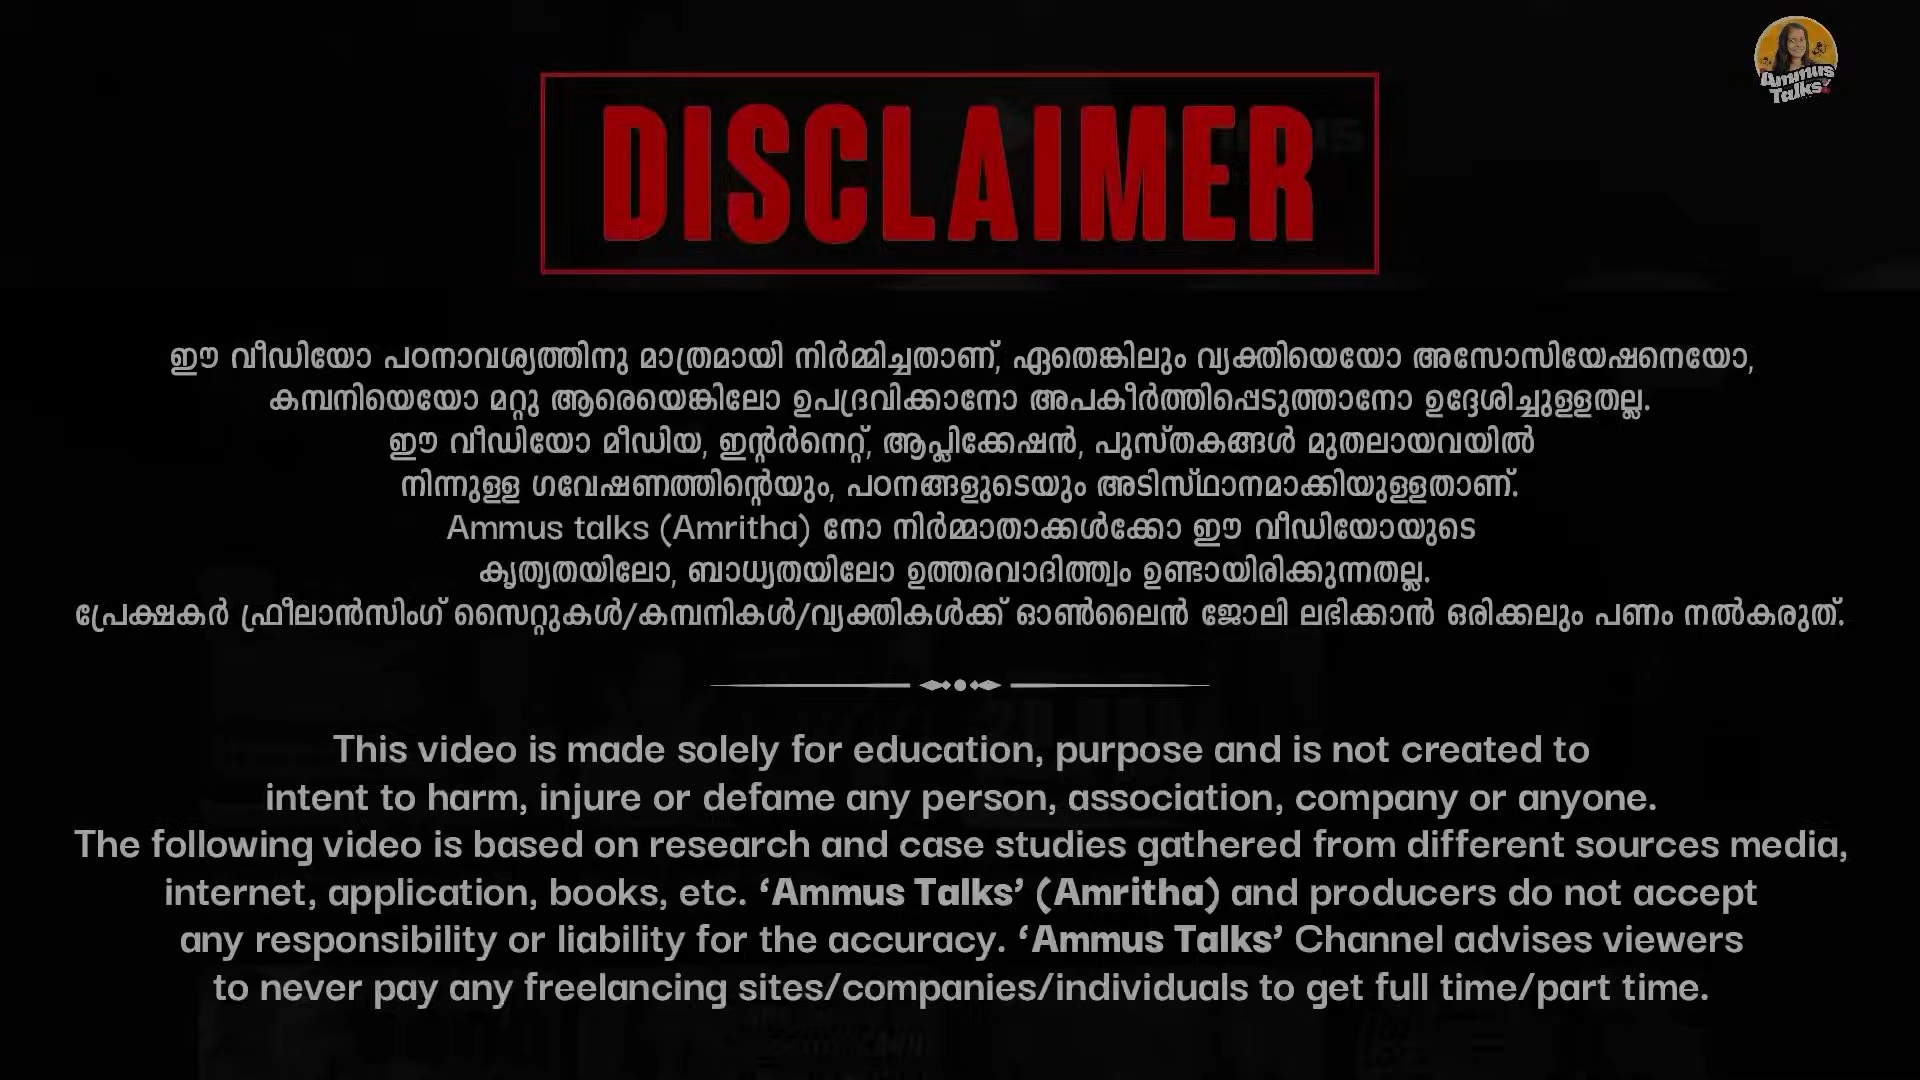 Ammus
Talks
DISCLAIMER
ഈ വീഡിയോ പഠനാവശ്യത്തിനു മാത്രമായി നിർമ്മിച്ചതാണ്, ഏതെങ്കിലും വ്യക്തിയെയോ അസോസിയേഷനെയോ,
കമ്പനിയെയോ മറ്റു ആരെയെങ്കിലോ ഉപദ്രവിക്കാനോ അപകീർത്തിപ്പെടുത്താനോ ഉദ്ദേശിച്ചുള്ളതല്ല.
ഈ വീഡിയോ മീഡിയ, ഇന്റർനെറ്റ്, ആപ്ലിക്കേഷൻ, പുസ്തകങ്ങൾ മുതലായവയിൽ
നിന്നുള്ള ഗവേഷണത്തിന്റെയും, പഠനങ്ങളുടെയും അടിസ്ഥാനമാക്കിയുള്ളതാണ്.
Ammus talks (Amritha) നോ നിർമ്മാതാക്കൾക്കോ ഈ വീഡിയോയുടെ
കൃത്യതയിലോ, ബാധ്യതയിലോ ഉത്തരവാദിത്ത്വം ഉണ്ടായിരിക്കുന്നതല്ല.
പ്രേക്ഷകർ ഫ്രീലാൻസിംഗ് സൈറ്റുകൾ/കമ്പനികൾ/വ്യക്തികൾക്ക് ഓൺലൈൻ ജോലി ലഭിക്കാൻ ഒരിക്കലും പണം നൽകരുത്.
This video is made solely for education, purpose and is not created to
intent to harm, injure or defame any person, association, company or anyone.
The following video is based on research and case studies gathered from different sources media,
internet, application, books, etc. ‘Ammus Talks’ (Amritha) and producers do not accept
any responsibility or liability for the accuracy. ‘Ammus Talks’ Channel advises viewers
to never pay any freelancing sites/companies/individuals to get full time/part time.